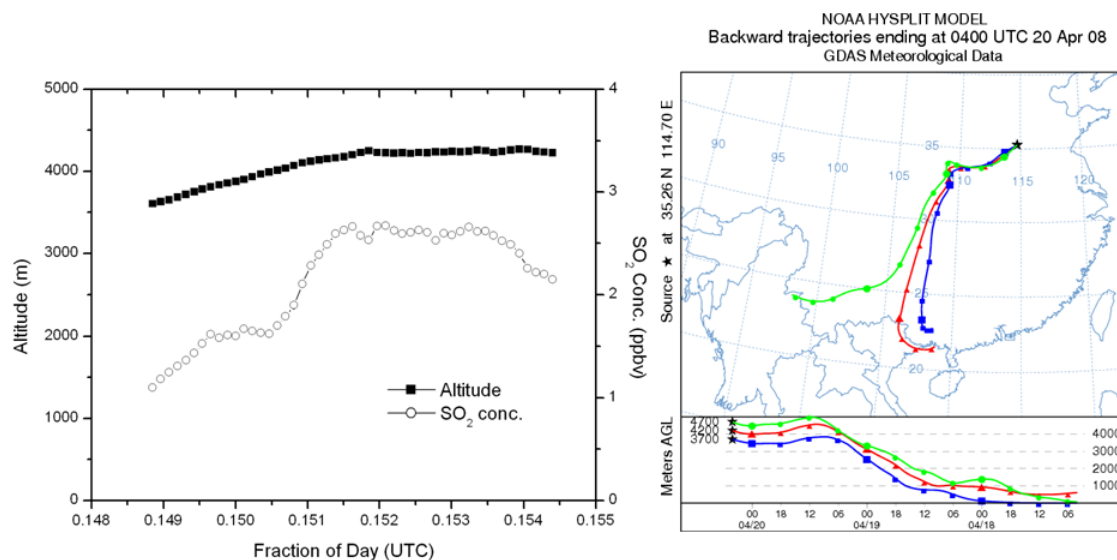 5000
4000
3000
2000
1000
0
Altitude (m)
4
3
2
1
0
SO2 Conc. (ppbv)
Altitude
SO2 conc.
0.148 0.149 0.150 0.151 0.152 0.153 0.154 0.155
Fraction of Day (UTC)
NOAA HYSPLIT MODEL
Backward trajectories ending at 0400 UTC 20 Apr 08
GDAS Meteorological Data
Source ★ at 35.26 N 114.70 E
90 95 100 105 110 115 120
35
25
20
Meters AGL
4700
4200
3700
4000
3000
2000
1000
00 18 12 06 00 18 12 06 00 18 12 06
04/20 04/19 04/18